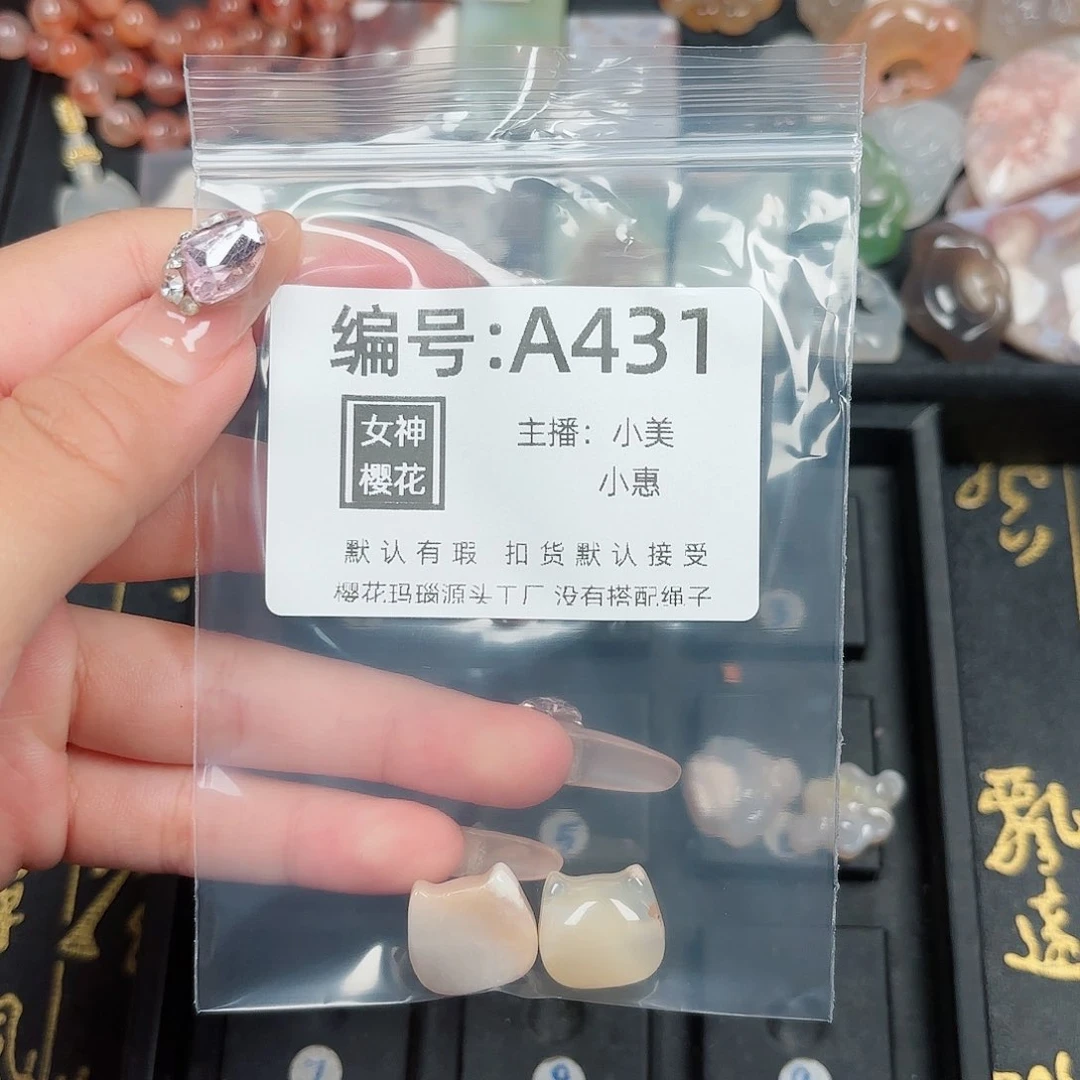 编号:A431
女神
樱花
主播：小美
小惠
默认有瑕 扣货默认接受
樱花玛瑙源头工厂 没有搭配绳子